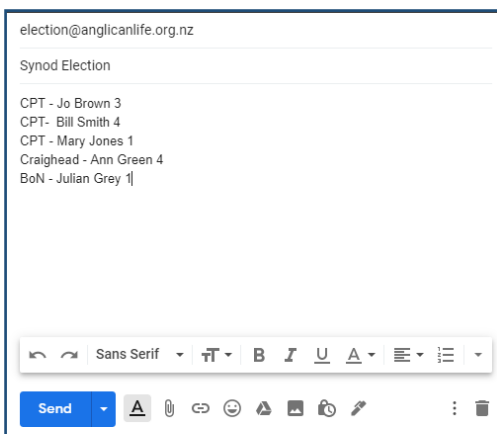 election@anglicanlife.org.nz
Synod Election
CPT - Jo Brown 3
CPT-  Bill Smith 4
CPT - Mary Jones 1
Craighead - Ann Green 4
BoN - Julian Grey 1
Sans Serif
Send